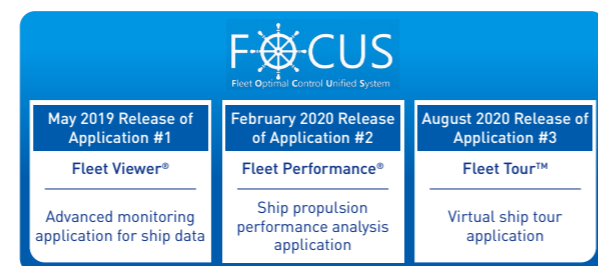 FOCUS
Fleet Optimal Control Unified System
May 2019 Release of
Application #1
Fleet Viewer®
Advanced monitoring
application for ship data
February 2020 Release
of Application #2
Fleet Performance®
Ship propulsion
performance analysis
application
August 2020 Release of
Application #3
Fleet Tour™
Virtual ship tour
application